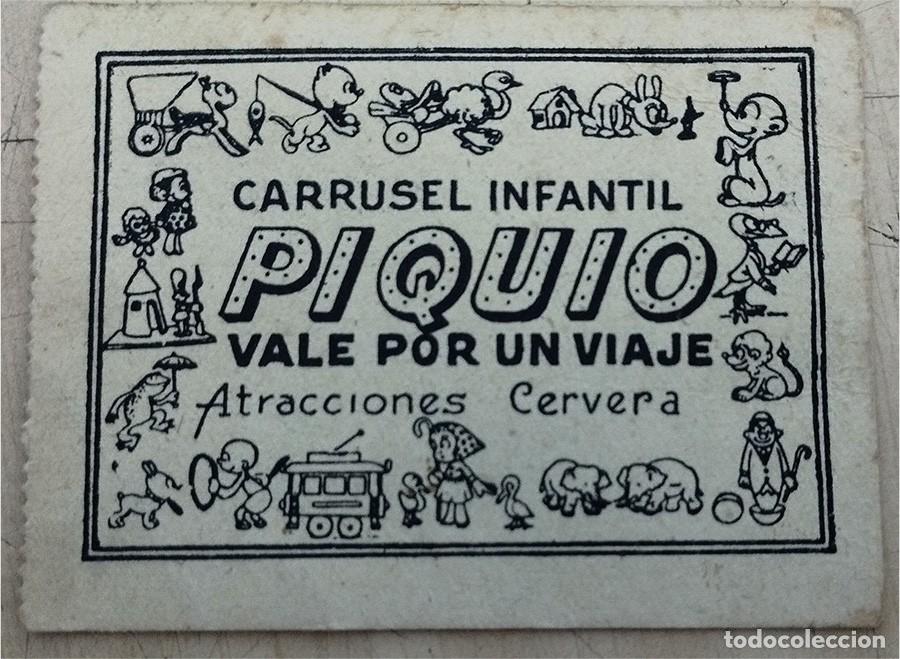 CARRUSEL INFANTIL
PIQUIO
VALE POR UN VIAJE
Atracciones Cervera
todocoleccion